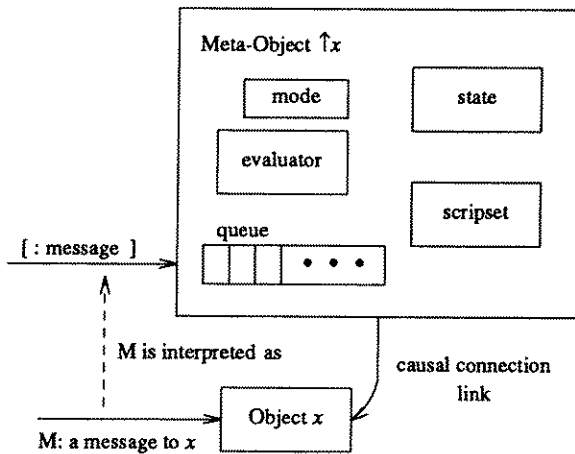 Meta-Object ↑x
mode
state
evaluator
scripset
queue
[ : message ]
M is interpreted as
causal connection
link
Object x
M: a message to x